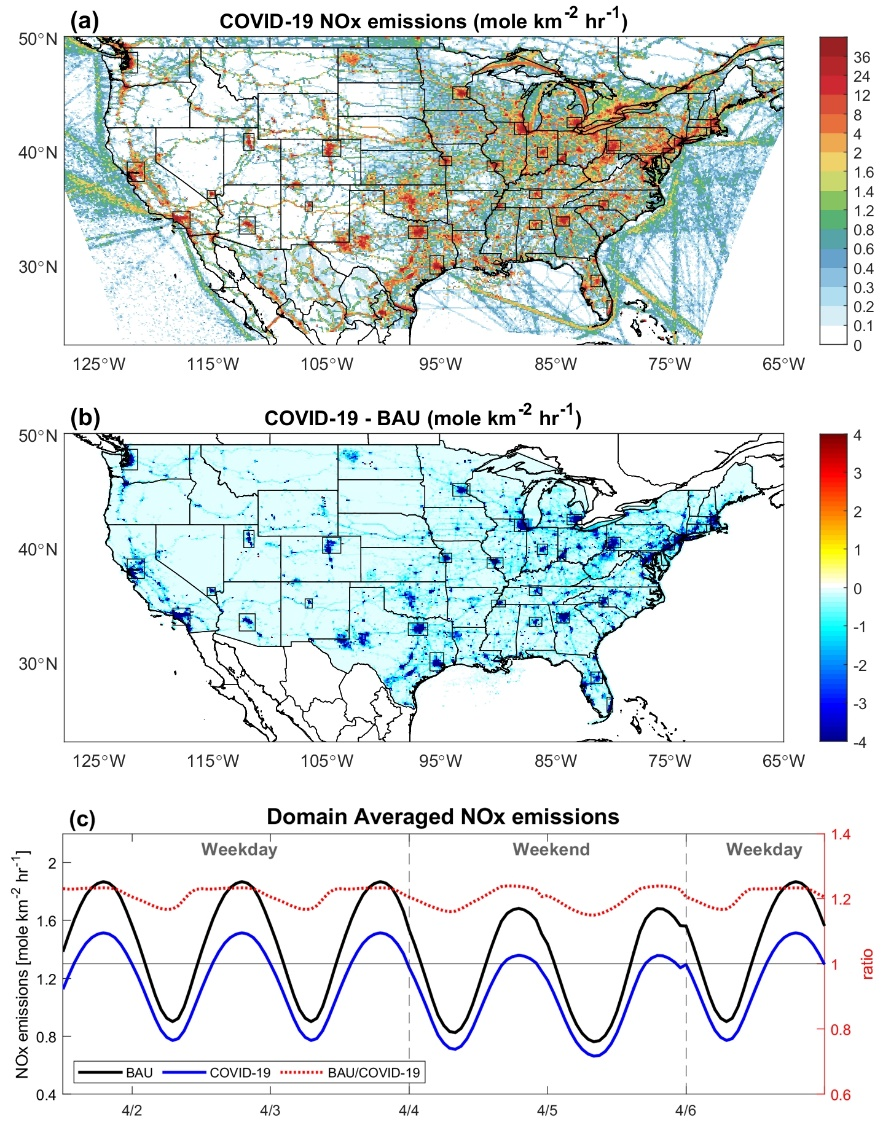 (a) COVID-19 NOx emissions (mole km-2 hr-1)
50°N
40°N
30°N
125°W 115°W 105°W 95°W 85°W 75°W 65°W
36
24
12
8
4
2
1.6
1.4
1.2
0.8
0.6
0.4
0.3
0.2
0.1
0
(b) COVID-19 - BAU (mole km-2 hr-1)
50°N
40°N
30°N
125°W 115°W 105°W 95°W 85°W 75°W 65°W
4
3
2
1
0
-1
-2
-3
-4
(c) Domain Averaged NOx emissions
Weekday Weekend Weekday
NOx emissions [mole km-2 hr-1]
2
1.6
1.2
0.8
0.4
1.4
1.2
1
0.8
0.6
ratio
BAU COVID-19 BAU/COVID-19
4/2 4/3 4/4 4/5 4/6